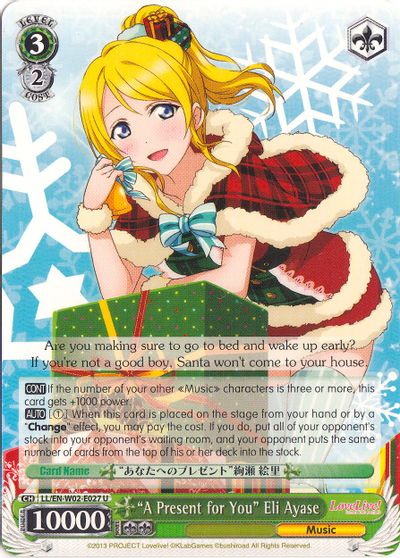 LEVEL
3
2
COST
Are you making sure to go to bed and wake up early?
If you're not a good boy, Santa won't come to your house.
CONT If the number of your other «Music» characters is three or more, this
card gets +1000 power.
AUTO [①] When this card is placed on the stage from your hand or by a
"Change" effect, you may pay the cost. If you do, put all of your opponent's
stock into your opponent's waiting room, and your opponent puts the same
number of cards from the top of his or her deck into the stock.
Card Name
"あなたへのプレゼント" 絢瀬 絵里
CH LL/EN-W02-E027 U
"A Present for You" Eli Ayase
LoveLive!
10000
Music
©2013 PROJECT Lovelive! ©KLabGames ©bushiroad All Rights Reserved.